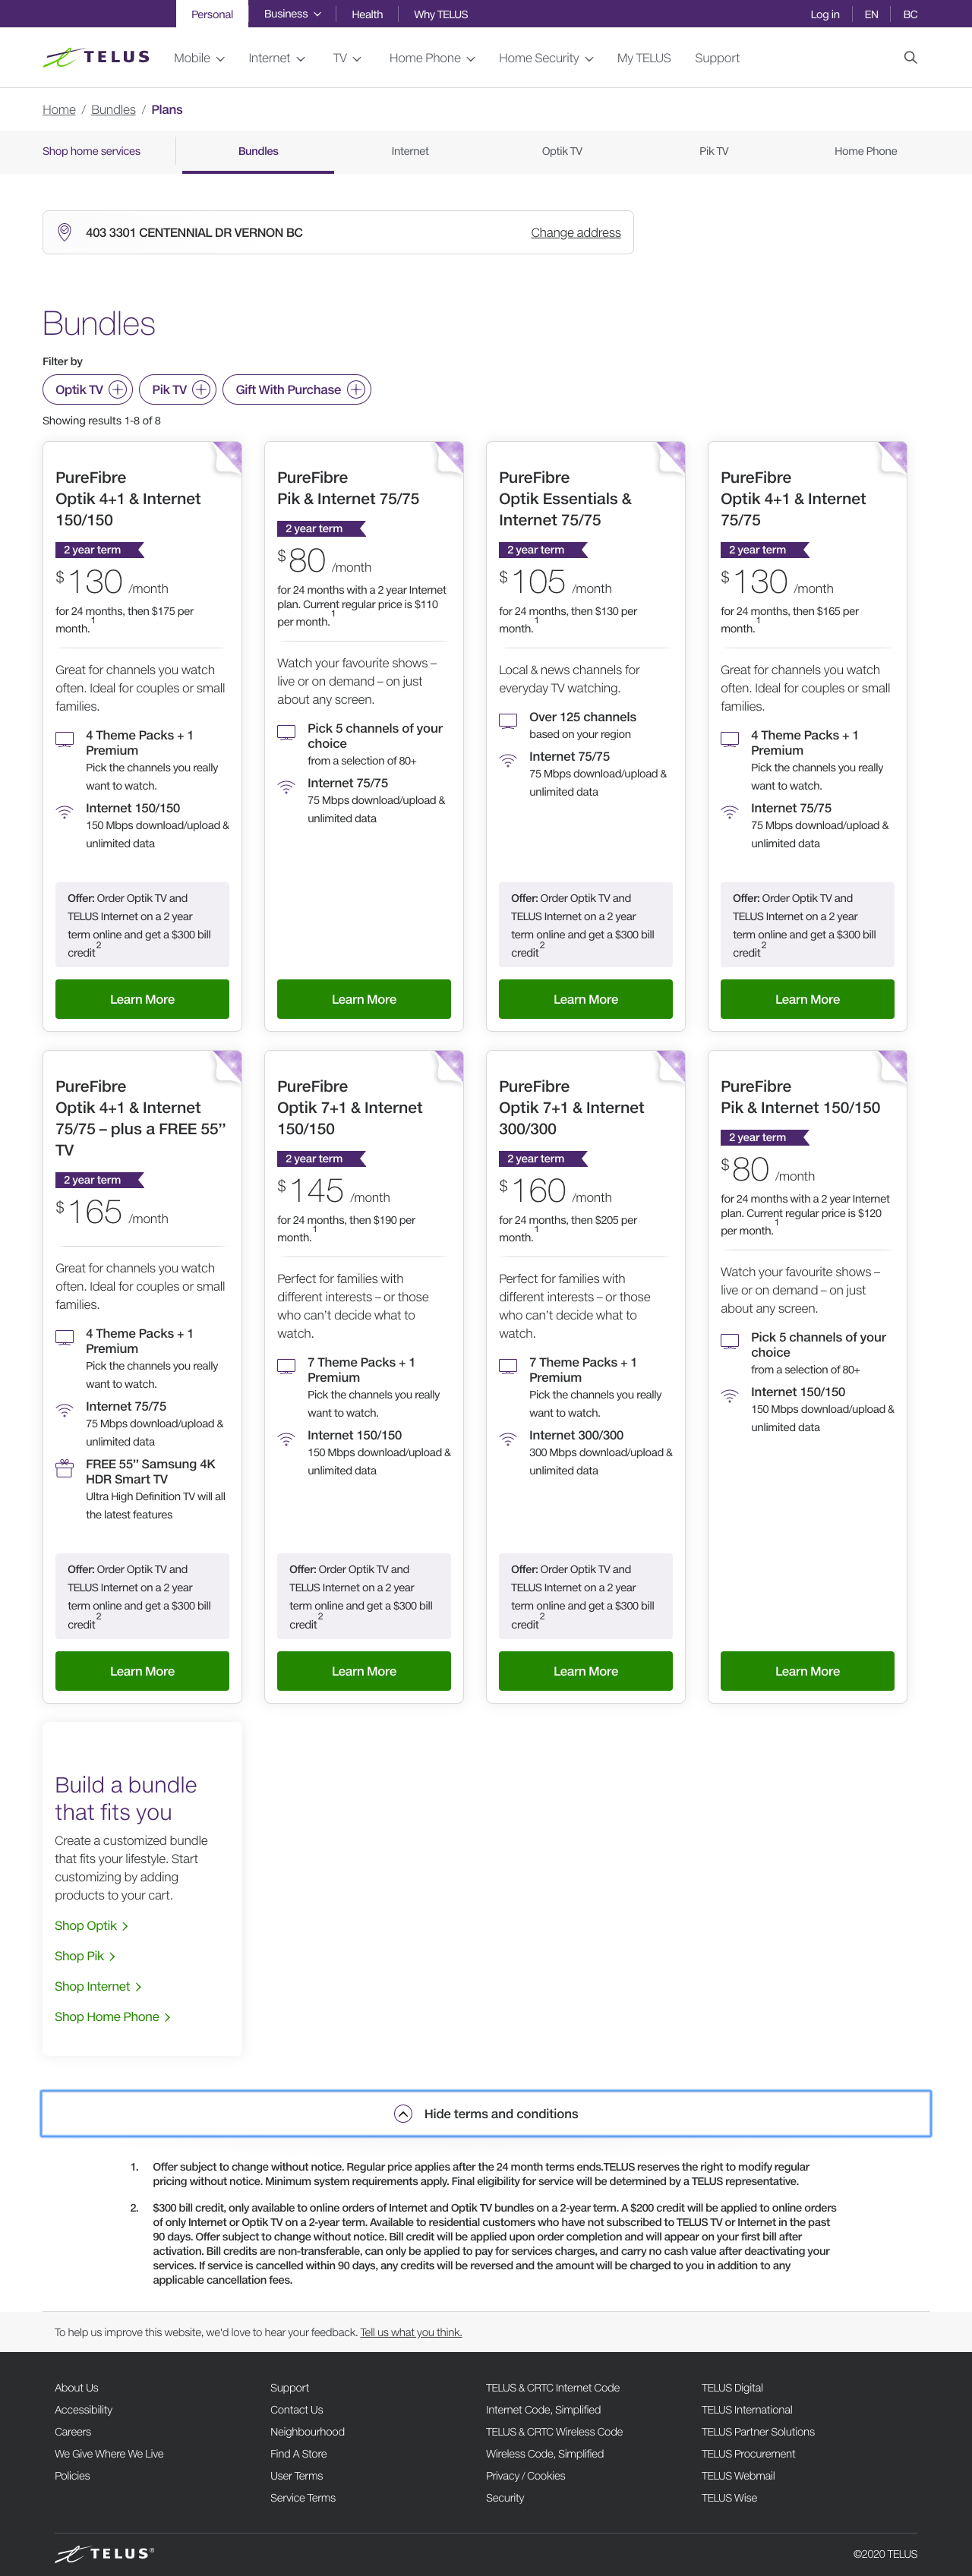 Personal
Business
Health
Why TELUS
Log in
EN
BC
TELUS
Mobile
Internet
TV
Home Phone
Home Security
My TELUS
Support
Home / Bundles / Plans
Shop home services
Bundles
Internet
Optik TV
Pik TV
Home Phone
403 3301 CENTENNIAL DR VERNON BC
Change address
Bundles
Filter by
Optik TV
Pik TV
Gift With Purchase
Showing results 1-8 of 8
PureFibre
Optik 4+1 & Internet
150/150
2 year term
$130 /month
for 24 months, then $175 per
month.1
Great for channels you watch
often. Ideal for couples or small
families.
4 Theme Packs + 1
Premium
Pick the channels you really
want to watch.
Internet 150/150
150 Mbps download/upload &
unlimited data
Offer: Order Optik TV and
TELUS Internet on a 2 year
term online and get a $300 bill
credit2
Learn More
PureFibre
Pik & Internet 75/75
2 year term
$80 /month
for 24 months with a 2 year Internet
plan. Current regular price is $110
per month.1
Watch your favourite shows –
live or on demand – on just
about any screen.
Pick 5 channels of your
choice
from a selection of 80+
Internet 75/75
75 Mbps download/upload &
unlimited data
Learn More
PureFibre
Optik Essentials &
Internet 75/75
2 year term
$105 /month
for 24 months, then $130 per
month.1
Local & news channels for
everyday TV watching.
Over 125 channels
based on your region
Internet 75/75
75 Mbps download/upload &
unlimited data
Offer: Order Optik TV and
TELUS Internet on a 2 year
term online and get a $300 bill
credit2
Learn More
PureFibre
Optik 4+1 & Internet
75/75
2 year term
$130 /month
for 24 months, then $165 per
month.1
Great for channels you watch
often. Ideal for couples or small
families.
4 Theme Packs + 1
Premium
Pick the channels you really
want to watch.
Internet 75/75
75 Mbps download/upload &
unlimited data
Offer: Order Optik TV and
TELUS Internet on a 2 year
term online and get a $300 bill
credit2
Learn More
PureFibre
Optik 4+1 & Internet
75/75 – plus a FREE 55”
TV
2 year term
$165 /month
Great for channels you watch
often. Ideal for couples or small
families.
4 Theme Packs + 1
Premium
Pick the channels you really
want to watch.
Internet 75/75
75 Mbps download/upload &
unlimited data
FREE 55” Samsung 4K
HDR Smart TV
Ultra High Definition TV will all
the latest features
Offer: Order Optik TV and
TELUS Internet on a 2 year
term online and get a $300 bill
credit2
Learn More
PureFibre
Optik 7+1 & Internet
150/150
2 year term
$145 /month
for 24 months, then $190 per
month.1
Perfect for families with
different interests – or those
who can’t decide what to
watch.
7 Theme Packs + 1
Premium
Pick the channels you really
want to watch.
Internet 150/150
150 Mbps download/upload &
unlimited data
Offer: Order Optik TV and
TELUS Internet on a 2 year
term online and get a $300 bill
credit2
Learn More
PureFibre
Optik 7+1 & Internet
300/300
2 year term
$160 /month
for 24 months, then $205 per
month.1
Perfect for families with
different interests – or those
who can’t decide what to
watch.
7 Theme Packs + 1
Premium
Pick the channels you really
want to watch.
Internet 300/300
300 Mbps download/upload &
unlimited data
Offer: Order Optik TV and
TELUS Internet on a 2 year
term online and get a $300 bill
credit2
Learn More
PureFibre
Pik & Internet 150/150
2 year term
$80 /month
for 24 months with a 2 year Internet
plan. Current regular price is $120
per month.1
Watch your favourite shows –
live or on demand – on just
about any screen.
Pick 5 channels of your
choice
from a selection of 80+
Internet 150/150
150 Mbps download/upload &
unlimited data
Learn More
Build a bundle
that fits you
Create a customized bundle
that fits your lifestyle. Start
customizing by adding
products to your cart.
Shop Optik
Shop Pik
Shop Internet
Shop Home Phone
Hide terms and conditions
1. Offer subject to change without notice. Regular price applies after the 24 month terms ends.TELUS reserves the right to modify regular
pricing without notice. Minimum system requirements apply. Final eligibility for service will be determined by a TELUS representative.
2. $300 bill credit, only available to online orders of Internet and Optik TV bundles on a 2-year term. A $200 credit will be applied to online orders
of only Internet or Optik TV on a 2-year term. Available to residential customers who have not subscribed to TELUS TV or Internet in the past
90 days. Offer subject to change without notice. Bill credit will be applied upon order completion and will appear on your first bill after
activation. Bill credits are non-transferable, can only be applied to pay for services charges, and carry no cash value after deactivating your
services. If service is cancelled within 90 days, any credits will be reversed and the amount will be charged to you in addition to any
applicable cancellation fees.
To help us improve this website, we'd love to hear your feedback. Tell us what you think.
About Us
Accessibility
Careers
We Give Where We Live
Policies
Support
Contact Us
Neighbourhood
Find A Store
User Terms
Service Terms
TELUS & CRTC Internet Code
Internet Code, Simplified
TELUS & CRTC Wireless Code
Wireless Code, Simplified
Privacy / Cookies
Security
TELUS Digital
TELUS International
TELUS Partner Solutions
TELUS Procurement
TELUS Webmail
TELUS Wise
TELUS®
©2020 TELUS